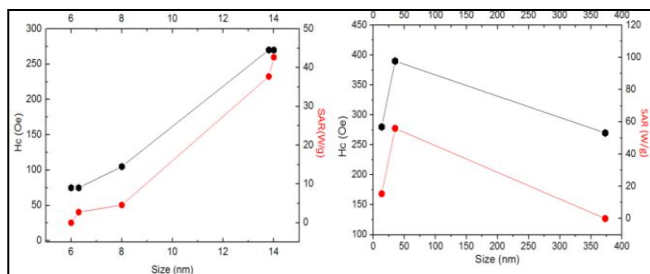 6 8 10 12 14
300 250 200 150 100 50 0
Hc (Oe)
50 40 30 20 10 0
SAR(W/g)
6 8 10 12 14
Size (nm)
0 50 100 150 200 250 300 350 400
450 400 350 300 250 200 150 100
Hc (Oe)
120 100 80 60 40 20 0
SAR (W/g)
0 50 100 150 200 250 300 350 400
Size (nm)